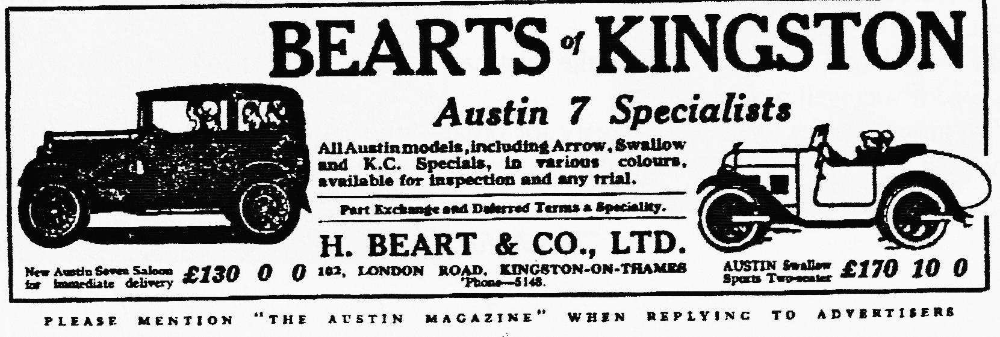 BEARTS of KINGSTON
Austin 7 Specialists
All Austin models, including Arrow, Swallow
and K.C. Specials, in various colours,
available for inspection and any trial.
Part Exchange and Deferred Terms a Speciality.
H. BEART & CO., LTD.
102, LONDON ROAD, KINGSTON-ON-THAMES
'Phone—5148.
New Austin Seven Saloon
for immediate delivery
£130 0 0
AUSTIN Swallow
Sports Two-seater
£170 10 0
PLEASE MENTION "THE AUSTIN MAGAZINE" WHEN REPLYING TO ADVERTISERS